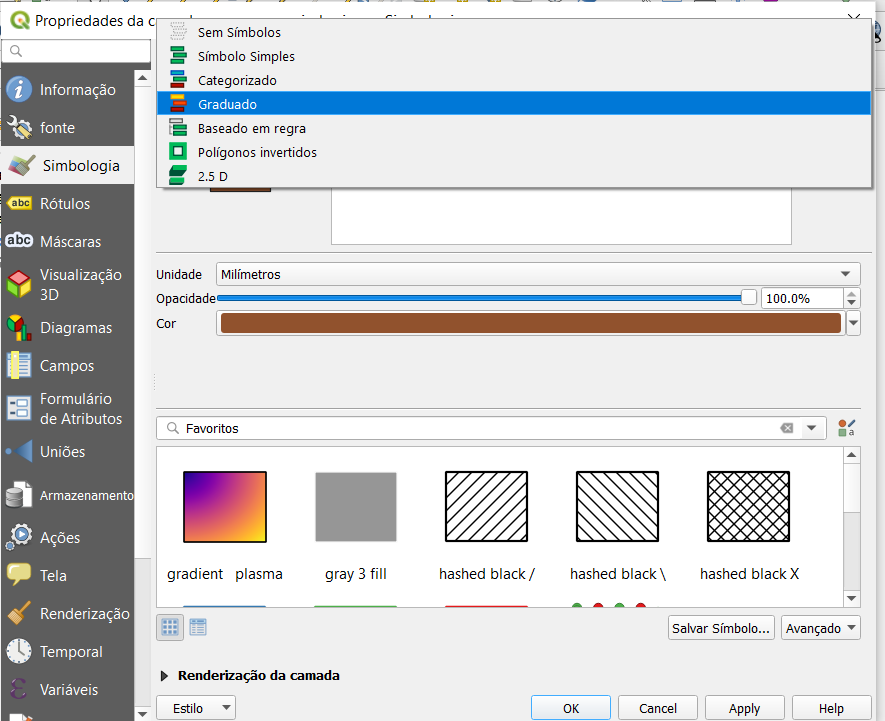 Propriedades da
Sem Símbolos
Símbolo Simples
Categorizado
Graduado
Baseado em regra
Polígonos invertidos
2.5 D
Informação
fonte
Simbologia
abc Rótulos
abc Máscaras
Visualização
3D
Diagramas
Campos
Formulário
de Atributos
Uniões
Armazenamento
Ações
Tela
Renderização
Temporal
Variáveis
Unidade Milímetros
Opacidade 100.0%
Cor
Favoritos
a
gradient plasma
gray 3 fill
hashed black /
hashed black \
hashed black X
Salvar Símbolo...
Avançado
Renderização da camada
Estilo
OK
Cancel
Apply
Help